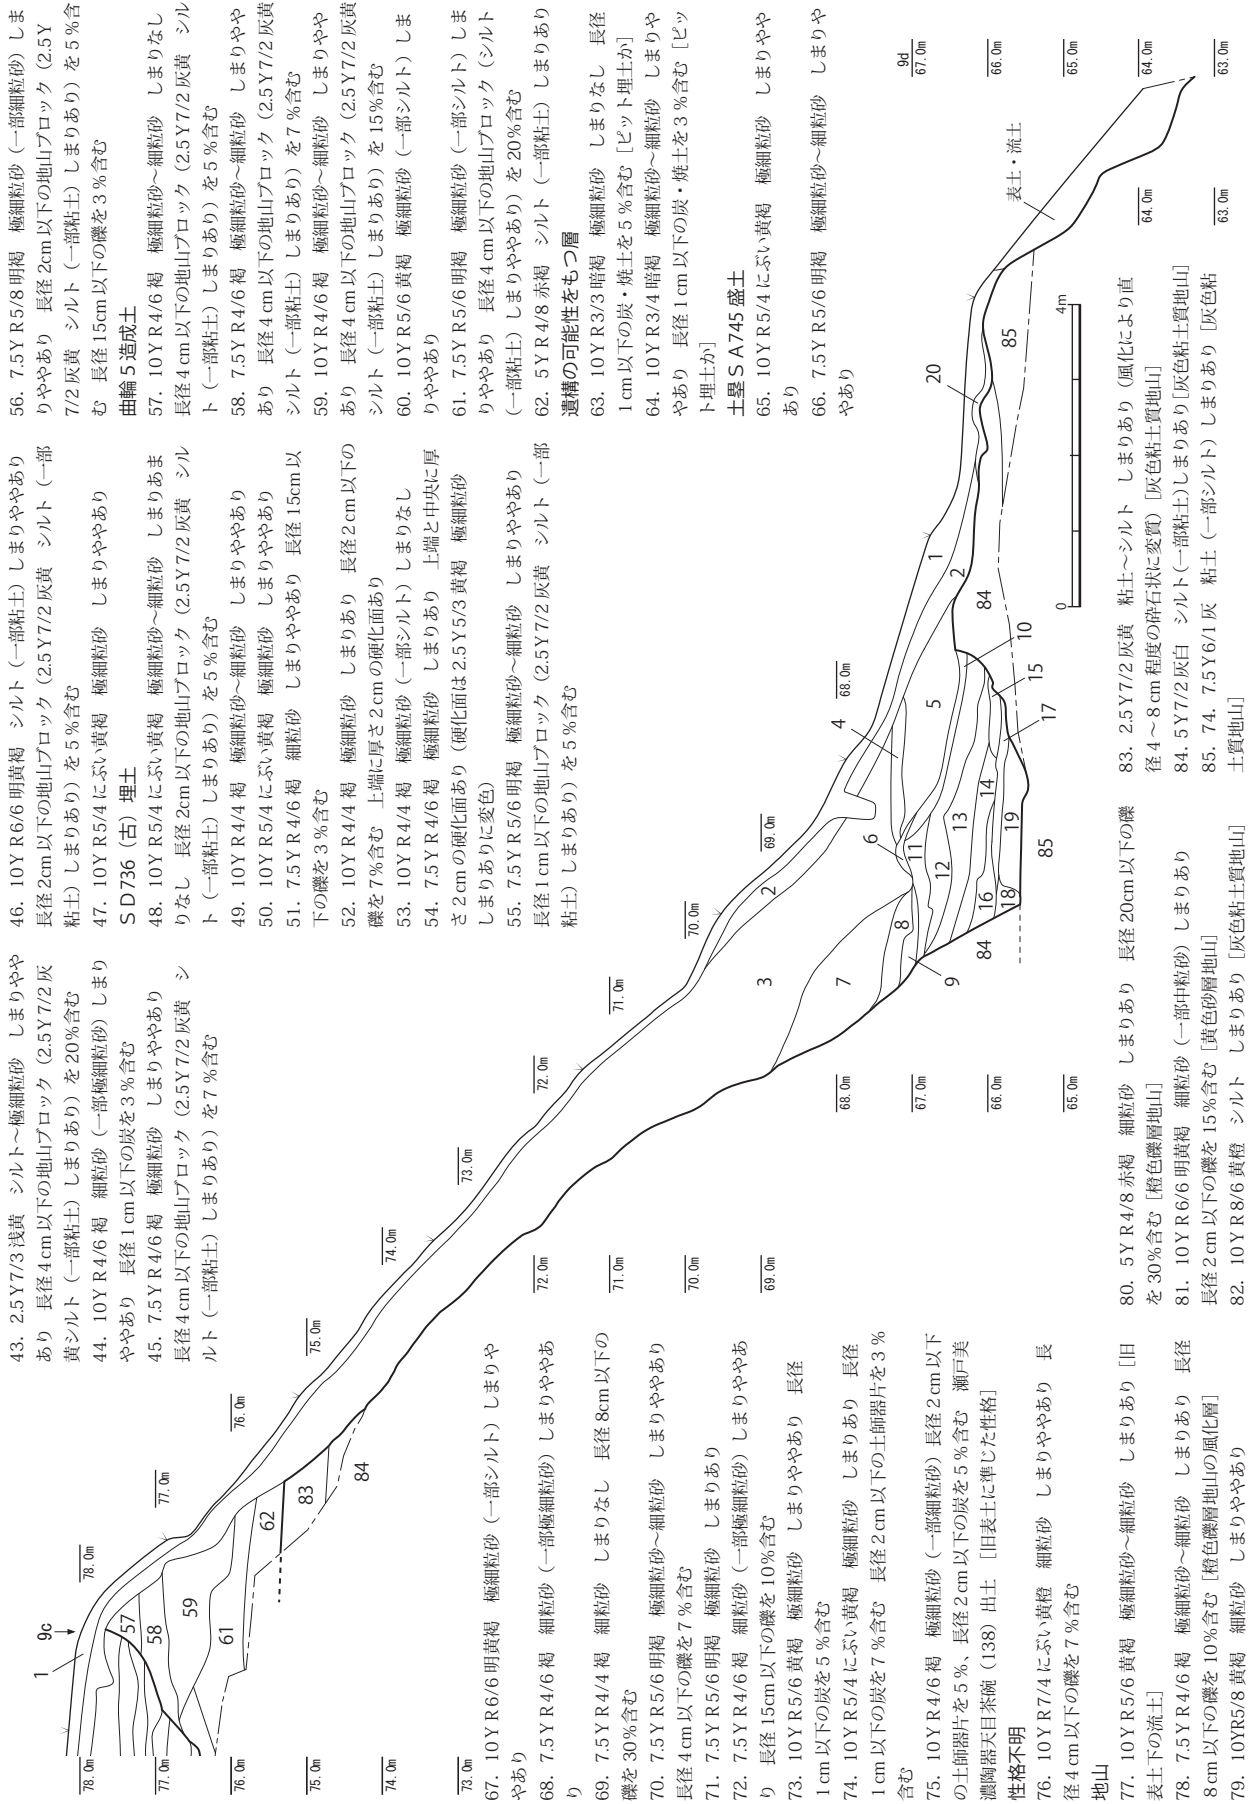 43. 2.5Y7/3 浅黄　シルト～極細粒砂　しまりやや
あり　長径4cm以下の地山ブロック（2.5Y7/2 灰
黄シルト（一部粘土）しまりあり）を20%含む
44. 10YR4/6 褐　細粒砂（一部極細粒砂）しまり
ややあり　長径1cm以下の炭を3%含む
45. 7.5YR4/6 褐　極細粒砂　しまりややあり
長径4cm以下の地山ブロック（2.5Y7/2 灰黄　シ
ルト（一部粘土）しまりあり）を7%含む
46. 10YR6/6 明黄褐　シルト（一部粘土）しまりややあり
長径2cm以下の地山ブロック（2.5Y7/2 灰黄　シルト（一部
粘土）しまりあり）を5%含む
47. 10YR5/4 にぶい黄褐　極細粒砂　しまりややあり
SD736（古）埋土
48. 10YR5/4 にぶい黄褐　極細粒砂～細粒砂　しまりあま
りなし　長径2cm以下の地山ブロック（2.5Y7/2 灰黄　シル
ト（一部粘土）しまりあり）を5%含む
49. 10YR4/4 褐　極細粒砂～細粒砂　しまりややあり
50. 10YR5/4 にぶい黄褐　極細粒砂　しまりややあり
51. 7.5YR4/6 褐　細粒砂　しまりややあり　長径15cm以
下の礫を3%含む
52. 10YR4/4 褐　極細粒砂　しまりあり　長径2cm以下の
礫を7%含む　上端に厚さ2cmの硬化面あり
53. 10YR4/4 褐　極細粒砂（一部シルト）しまりなし
54. 7.5YR4/6 褐　極細粒砂　しまりあり　上端と中央に厚
さ2cmの硬化面あり（硬化面は2.5Y5/3 黄褐　極細粒砂
しまりありに変色）
55. 7.5YR5/6 明褐　極細粒砂～細粒砂　しまりややあり
長径1cm以下の地山ブロック（2.5Y7/2 灰黄　シルト（一部
粘土）しまりあり）を5%含む
56. 7.5YR5/8 明褐　極細粒砂（一部細粒砂）しま
りややあり　長径2cm以下の地山ブロック（2.5Y
7/2 灰黄　シルト（一部粘土）しまりあり）を5%含
む　長径15cm以下の礫を3%含む
曲輪5造成土
57. 10YR4/6 褐　極細粒砂～細粒砂　しまりなし
長径4cm以下の地山ブロック（2.5Y7/2 灰黄　シル
ト（一部粘土）しまりあり）を5%含む
58. 7.5YR4/6 褐　極細粒砂～細粒砂　しまりやや
あり　長径4cm以下の地山ブロック（2.5Y7/2 灰黄
シルト（一部粘土）しまりあり）を7%含む
59. 10YR4/6 褐　極細粒砂～細粒砂　しまりやや
あり　長径4cm以下の地山ブロック（2.5Y7/2 灰黄
シルト（一部粘土）しまりあり）を15%含む
60. 10YR5/6 黄褐　極細粒砂（一部シルト）しま
りややあり
61. 7.5YR5/6 明褐　極細粒砂（一部シルト）しま
りややあり　長径4cm以下の地山ブロック（シルト
（一部粘土）しまりややあり）を20%含む
62. 5YR4/8 赤褐　シルト（一部粘土）しまりあり
遺構の可能性をもつ層
63. 10YR3/3 暗褐　極細粒砂　しまりなし　長径
1cm以下の炭・焼土を5%含む［ピット埋土か］
64. 10YR3/4 暗褐　極細粒砂～細粒砂　しまりや
やあり　長径1cm以下の炭・焼土を3%含む［ピッ
ト埋土か］
土塁SA745盛土
65. 10YR5/4 にぶい黄褐　極細粒砂　しまりやや
あり
66. 7.5YR5/6 明褐　極細粒砂～細粒砂　しまりや
やあり
78.0m
77.0m
76.0m
75.0m
74.0m
73.0m
1
9c
57
58
59
61
62
83
84
78.0m
77.0m
76.0m
75.0m
74.0m
73.0m
72.0m
71.0m
70.0m
69.0m
68.0m
72.0m
71.0m
70.0m
69.0m
68.0m
67.0m
66.0m
65.0m
2
3
7
8
9
84
6
11
12
16
18
4
5
13
14
19
85
10
15
17
1
2
84
20
85
表土・流土
0
4m
9d
67.0m
66.0m
65.0m
64.0m
63.0m
64.0m
63.0m
67. 10YR6/6 明黄褐　極細粒砂（一部シルト）しまりや
やあり
68. 7.5YR4/6 褐　細粒砂（一部極細粒砂）しまりややあ
り
69. 7.5YR4/4 褐　細粒砂　しまりなし　長径8cm以下の
礫を30%含む
70. 7.5YR5/6 明褐　極細粒砂～細粒砂　しまりややあり
長径4cm以下の礫を7%含む
71. 7.5YR5/6 明褐　極細粒砂　しまりあり
72. 7.5YR4/6 褐　細粒砂（一部極細粒砂）しまりややあ
り　長径15cm以下の礫を10%含む
73. 10YR5/6 黄褐　極細粒砂　しまりややあり　長径
1cm以下の炭を5%含む
74. 10YR5/4 にぶい黄褐　極細粒砂　しまりあり　長径
1cm以下の炭を7%含む　長径2cm以下の土師器片を3%
含む
75. 10YR4/6 褐　極細粒砂（一部細粒砂）長径2cm以下
の土師器片を5%、長径2cm以下の炭を5%含む　瀬戸美
濃陶器天目茶碗（138）出土　［旧表土に準じた性格］
性格不明
76. 10YR7/4 にぶい黄橙　細粒砂　しまりややあり　長
径4cm以下の礫を7%含む
地山
77. 10YR5/6 黄褐　極細粒砂～細粒砂　しまりあり［旧
表土下の流土］
78. 7.5YR4/6 褐　極細粒砂～細粒砂　しまりあり　長径
8cm以下の礫を10%含む［橙色礫層地山の風化層］
79. 10YR5/8 黄褐　細粒砂　しまりややあり
80. 5YR4/8 赤褐　細粒砂　しまりあり　長径20cm以下の礫
を30%含む［橙色礫層地山］
81. 10YR6/6 明黄褐　細粒砂（一部中粒砂）しまりあり
長径2cm以下の礫を15%含む［黄色砂層地山］
82. 10YR8/6 黄橙　シルト　しまりあり［灰色粘土質地山］
83. 2.5Y7/2 灰黄　粘土～シルト　しまりあり（風化により直
径4～8cm程度の砕石状に変質）［灰色粘土質地山］
84. 5Y7/2 灰白　シルト（一部粘土）しまりあり［灰色粘土質地山］
85. 74. 7.5Y6/1 灰　粘土（一部シルト）しまりあり［灰色粘
土質地山］